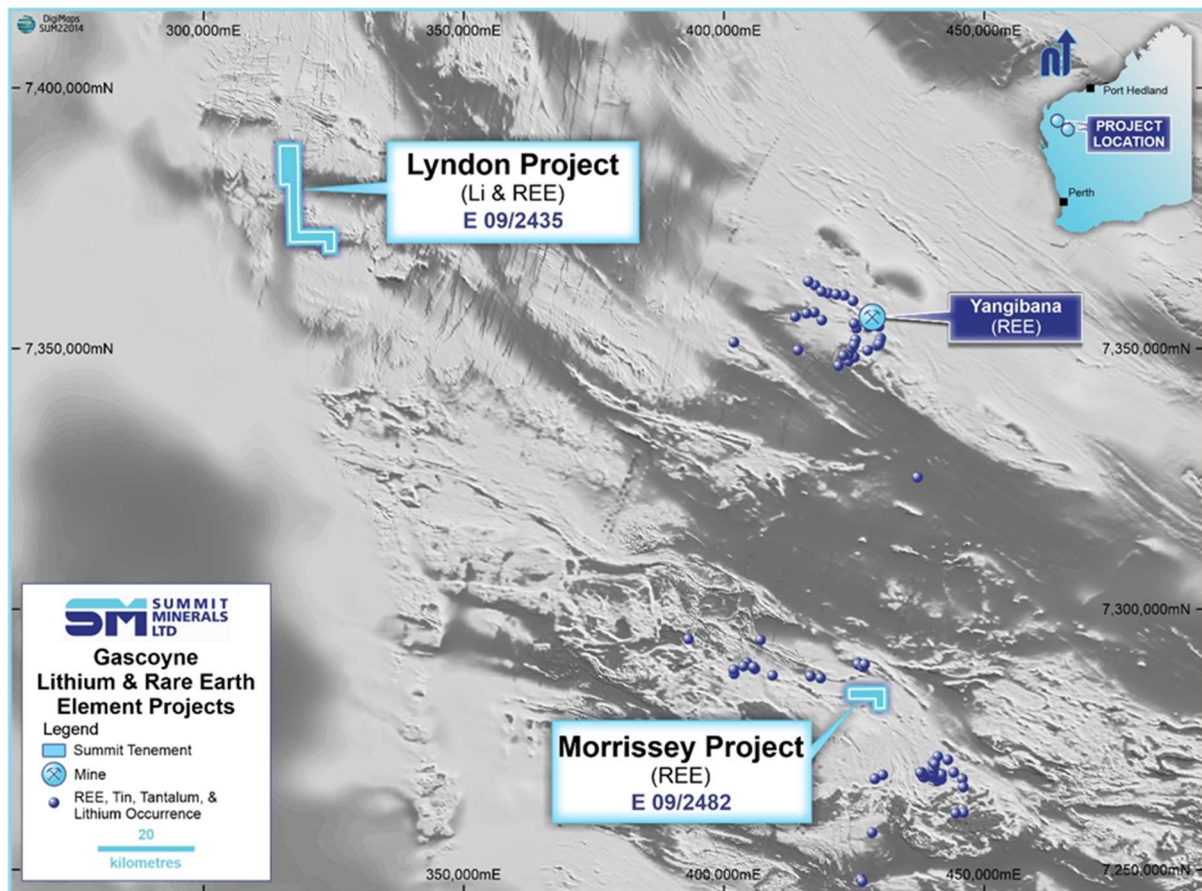 DigiMaps
SUM22014
300,000mE
350,000mE
400,000mE
450,000mE
7,400,000mN
Port Hedland
PROJECT
LOCATION
Perth
Lyndon Project
(Li & REE)
E 09/2435
Yangibana
(REE)
7,350,000mN
7,350,000mN
7,300,000mN
SM SUMMIT
MINERALS
LTD
Gascoyne
Lithium & Rare Earth
Element Projects
Legend
Summit Tenement
Mine
REE, Tin, Tantalum, &
Lithium Occurrence
20
kilometres
Morrissey Project
(REE)
E 09/2482
350,000mE
400,000mE
450,000mE
7,250,000mN